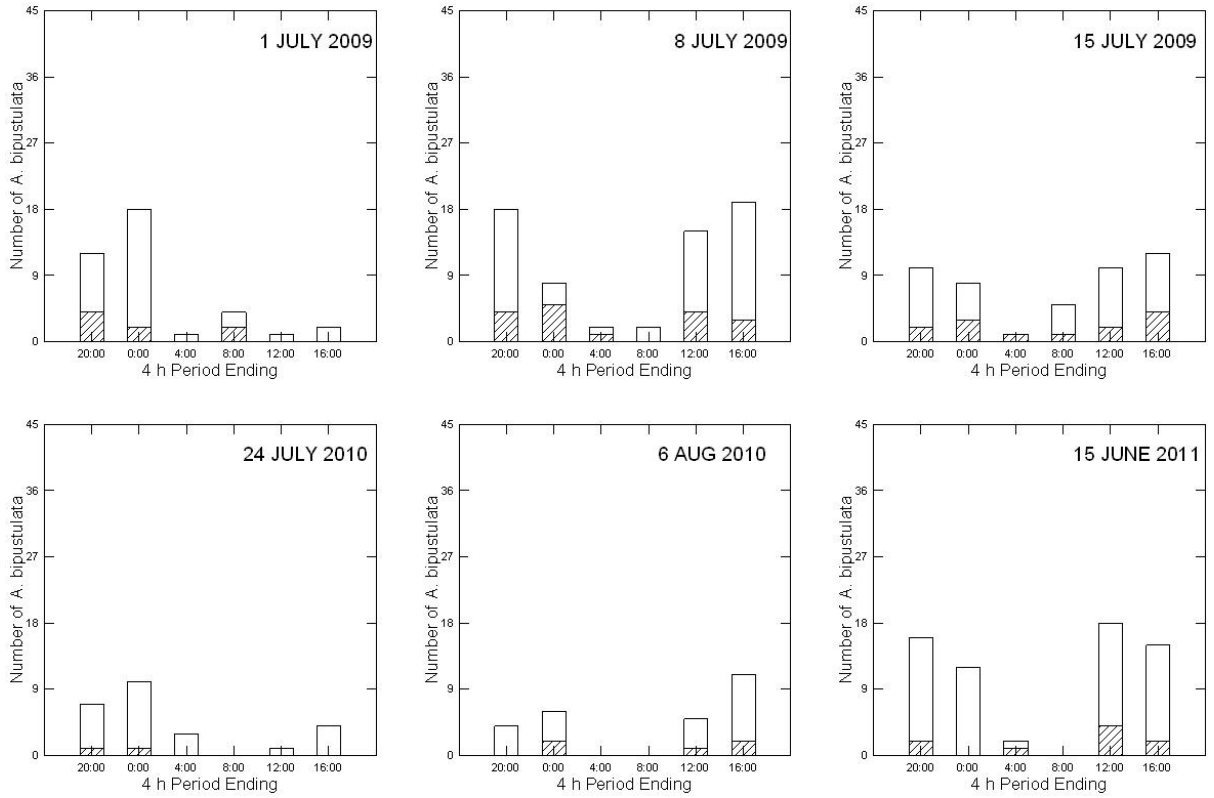 45
36
27
18
9
0
Number of A. bipustulata
1 JULY 2009
20:00 0:00 4:00 8:00 12:00 16:00
4 h Period Ending
45
36
27
18
9
0
Number of A. bipustulata
8 JULY 2009
20:00 0:00 4:00 8:00 12:00 16:00
4 h Period Ending
45
36
27
18
9
0
Number of A. bipustulata
15 JULY 2009
20:00 0:00 4:00 8:00 12:00 16:00
4 h Period Ending
45
36
27
18
9
0
Number of A. bipustulata
24 JULY 2010
20:00 0:00 4:00 8:00 12:00 16:00
4 h Period Ending
45
36
27
18
9
0
Number of A. bipustulata
6 AUG 2010
20:00 0:00 4:00 8:00 12:00 16:00
4 h Period Ending
45
36
27
18
9
0
Number of A. bipustulata
15 JUNE 2011
20:00 0:00 4:00 8:00 12:00 16:00
4 h Period Ending